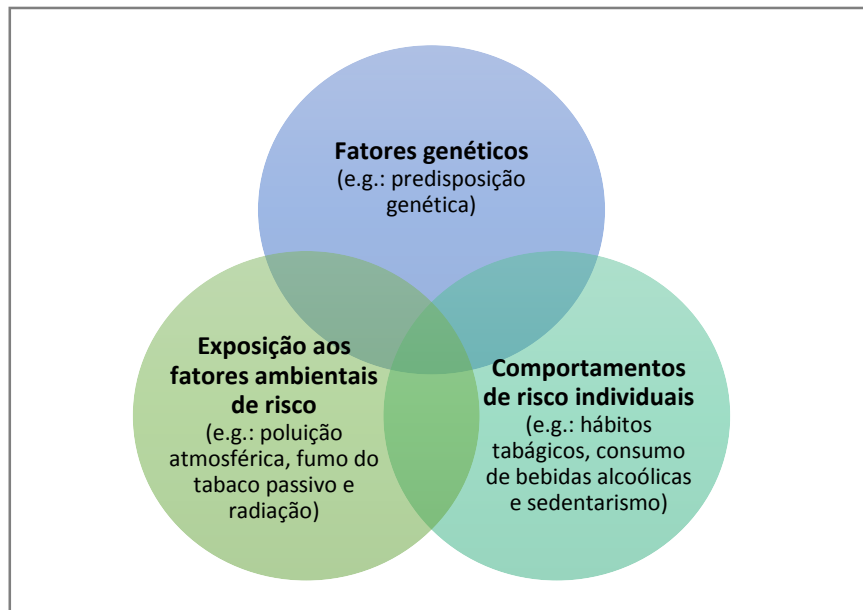 Fatores genéticos
(e.g.: predisposição
genética)
Exposição aos
fatores ambientais
de risco
(e.g.: poluição
atmosférica, fumo do
tabaco passivo e
radiação)
Comportamentos
de risco individuais
(e.g.: hábitos
tabágicos, consumo
de bebidas alcoólicas
e sedentarismo)